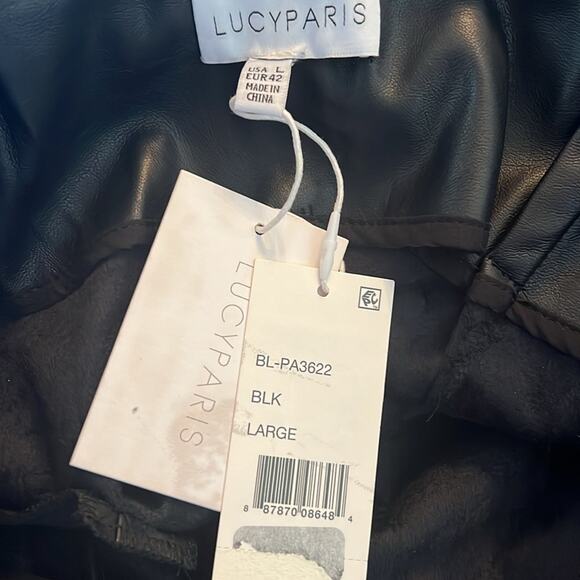 LUCYPARIS
USA L
EUR42
MADE IN
CHINA
LUCYPARIS
BL-PA3622
BLK
LARGE
8 87870 08648 4